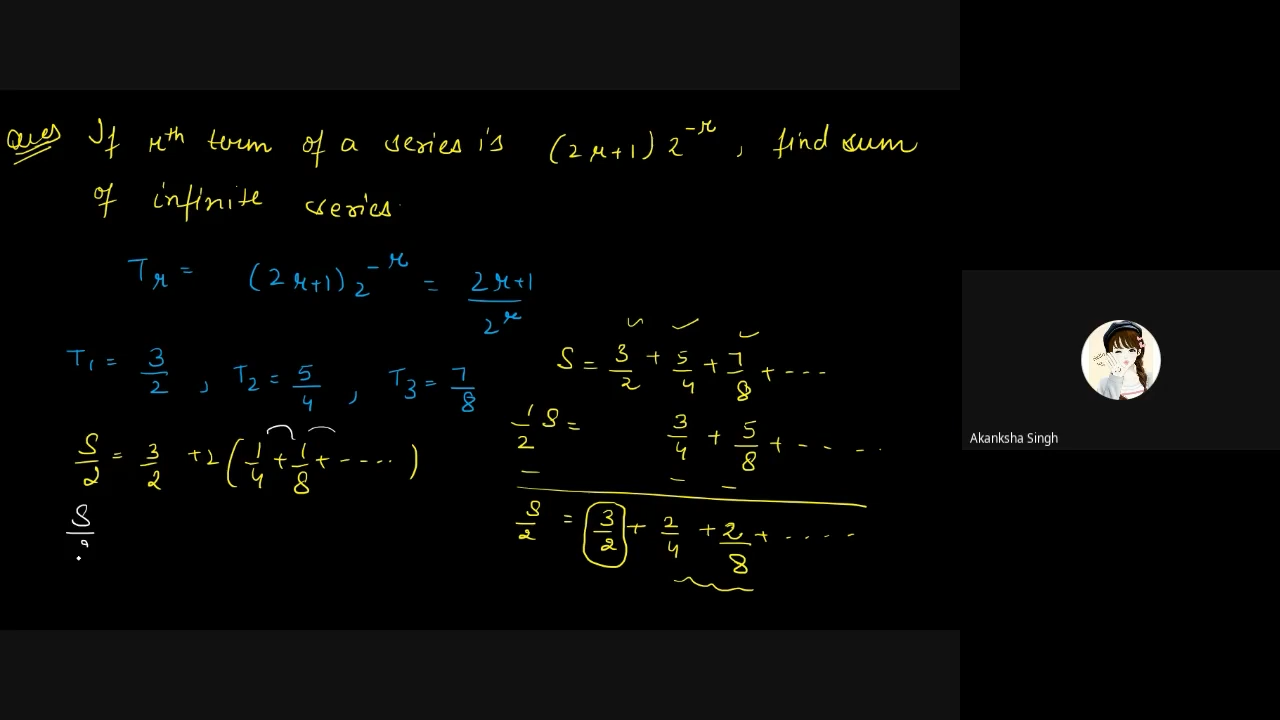 Ques If rth term of a series is (2r+1) 2^-r, find sum
of infinite series.
T_r = (2r+1) 2^-r = 2r+1/2^r
T_1 = 3/2 , T_2 = 5/4 , T_3 = 7/8
S/2 = 3/2 + 2 (1/4 + 1/8 + .....)
S/2
S = 3/2 + 5/4 + 7/8 + ....
1/2 S = 3/4 + 5/8 + .....
- - -
S/2 = 3/2 + 2/4 + 2/8 + .....
Akanksha Singh